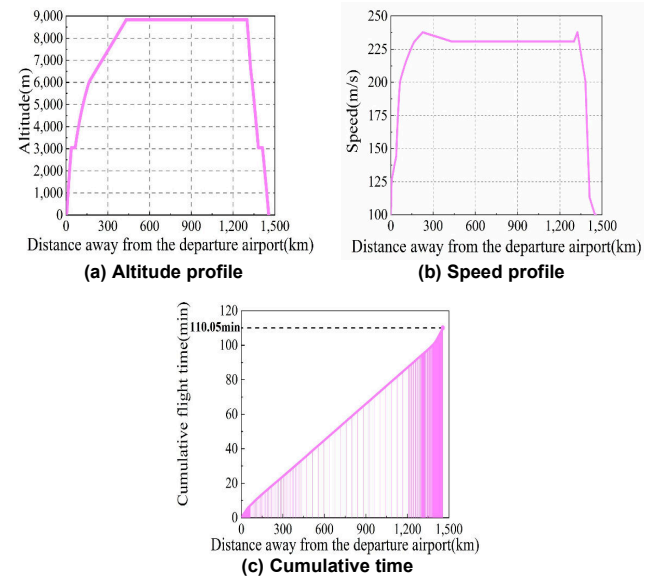 9,000
8,000
7,000
6,000
5,000
4,000
3,000
2,000
1,000
0
Altitude(m)
0 300 600 900 1,200 1,500
Distance away from the departure airport(km)
(a) Altitude profile
250
225
200
175
150
125
100
Speed(m/s)
0 300 600 900 1,200 1,500
Distance away from the departure airport(km)
(b) Speed profile
120
110.05min
100
80
60
40
20
0
Cumulative flight time(min)
0 300 600 900 1,200 1,500
Distance away from the departure airport(km)
(c) Cumulative time